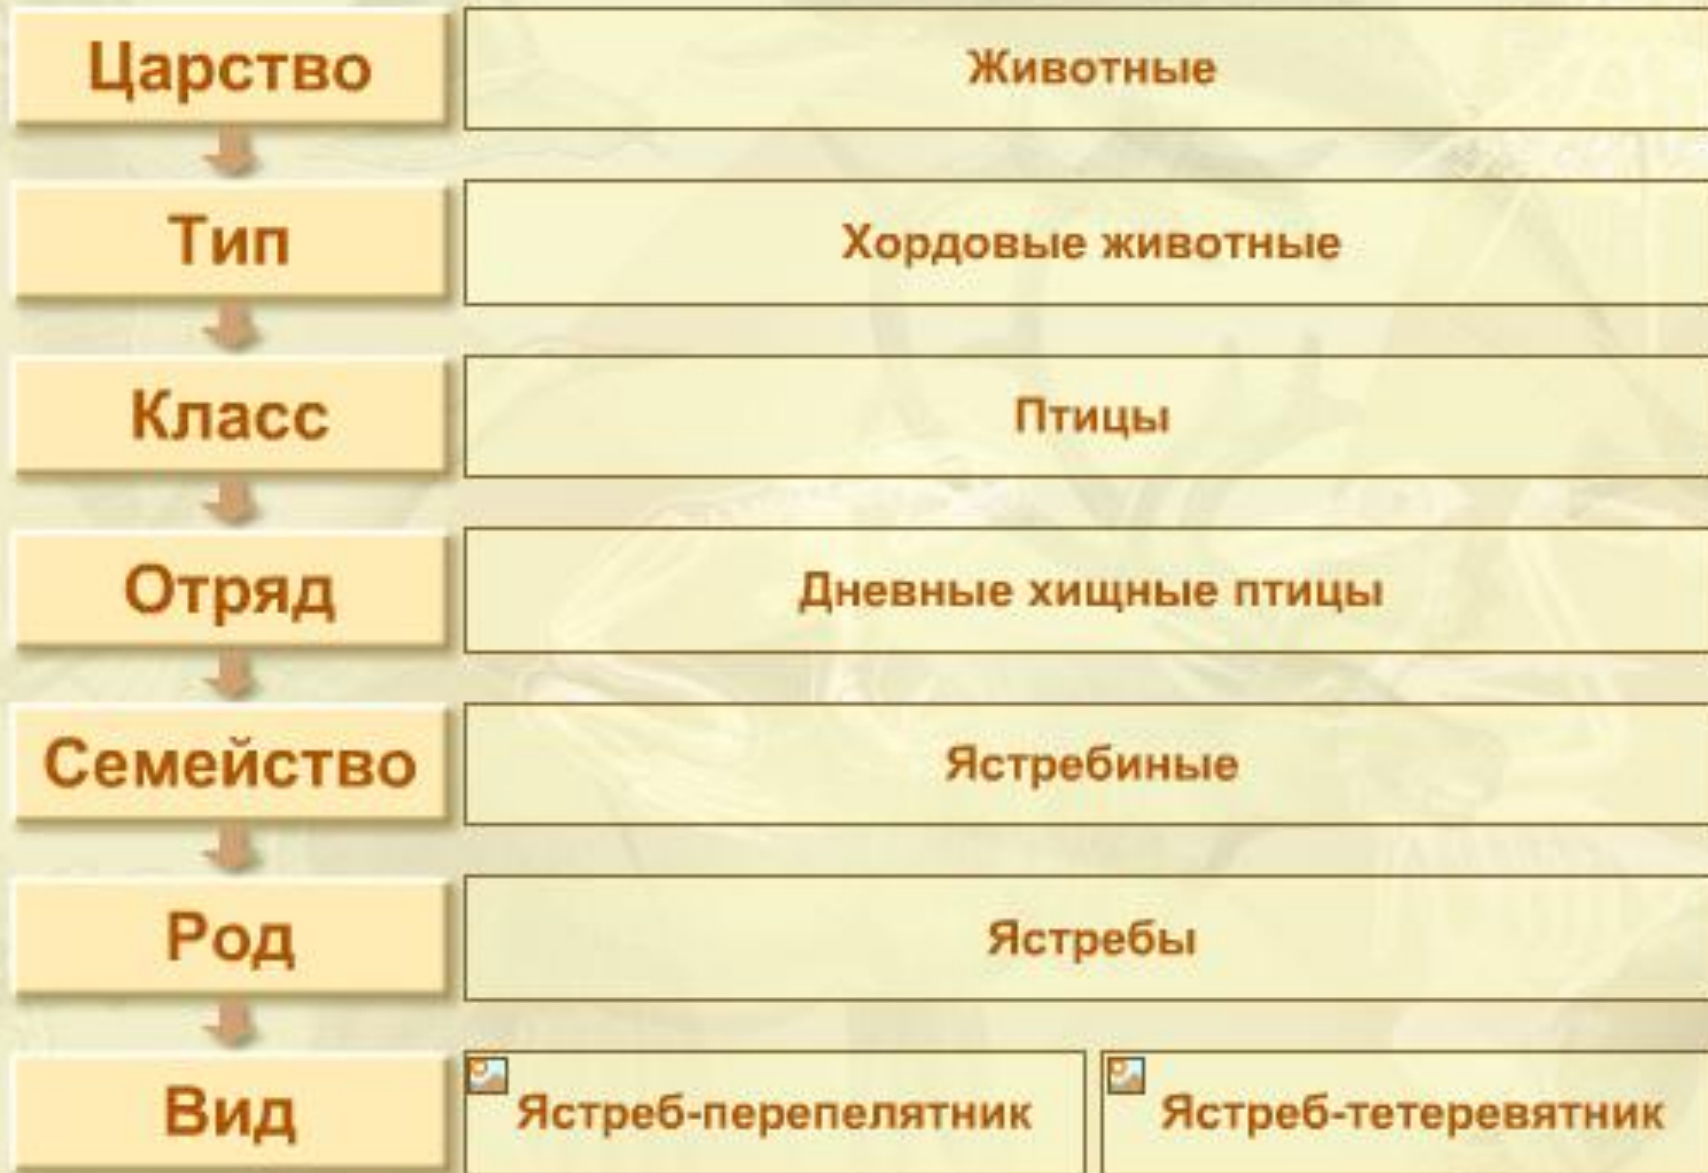 Царство
Животные
Тип
Хордовые животные
Класс
Птицы
Отряд
Дневные хищные птицы
Семейство
Ястребиные
Род
Ястребы
Вид
Ястреб-перепелятник
Ястреб-тетеревятник